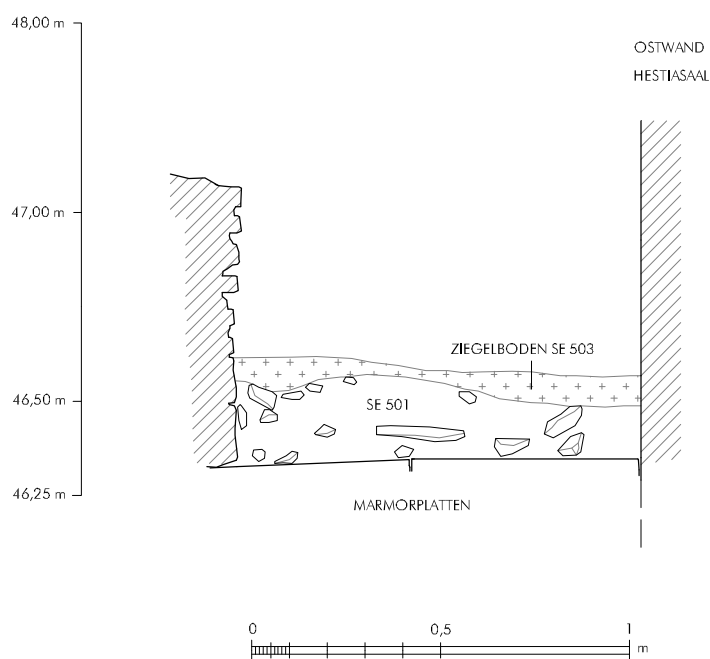 48,00 m
OSTWAND
HESTIASAAL
47,00 m
ZIEGELBODEN SE 503
46,50 m
SE 501
46,25 m
MARMORPLATTEN
0
0,5
1
m